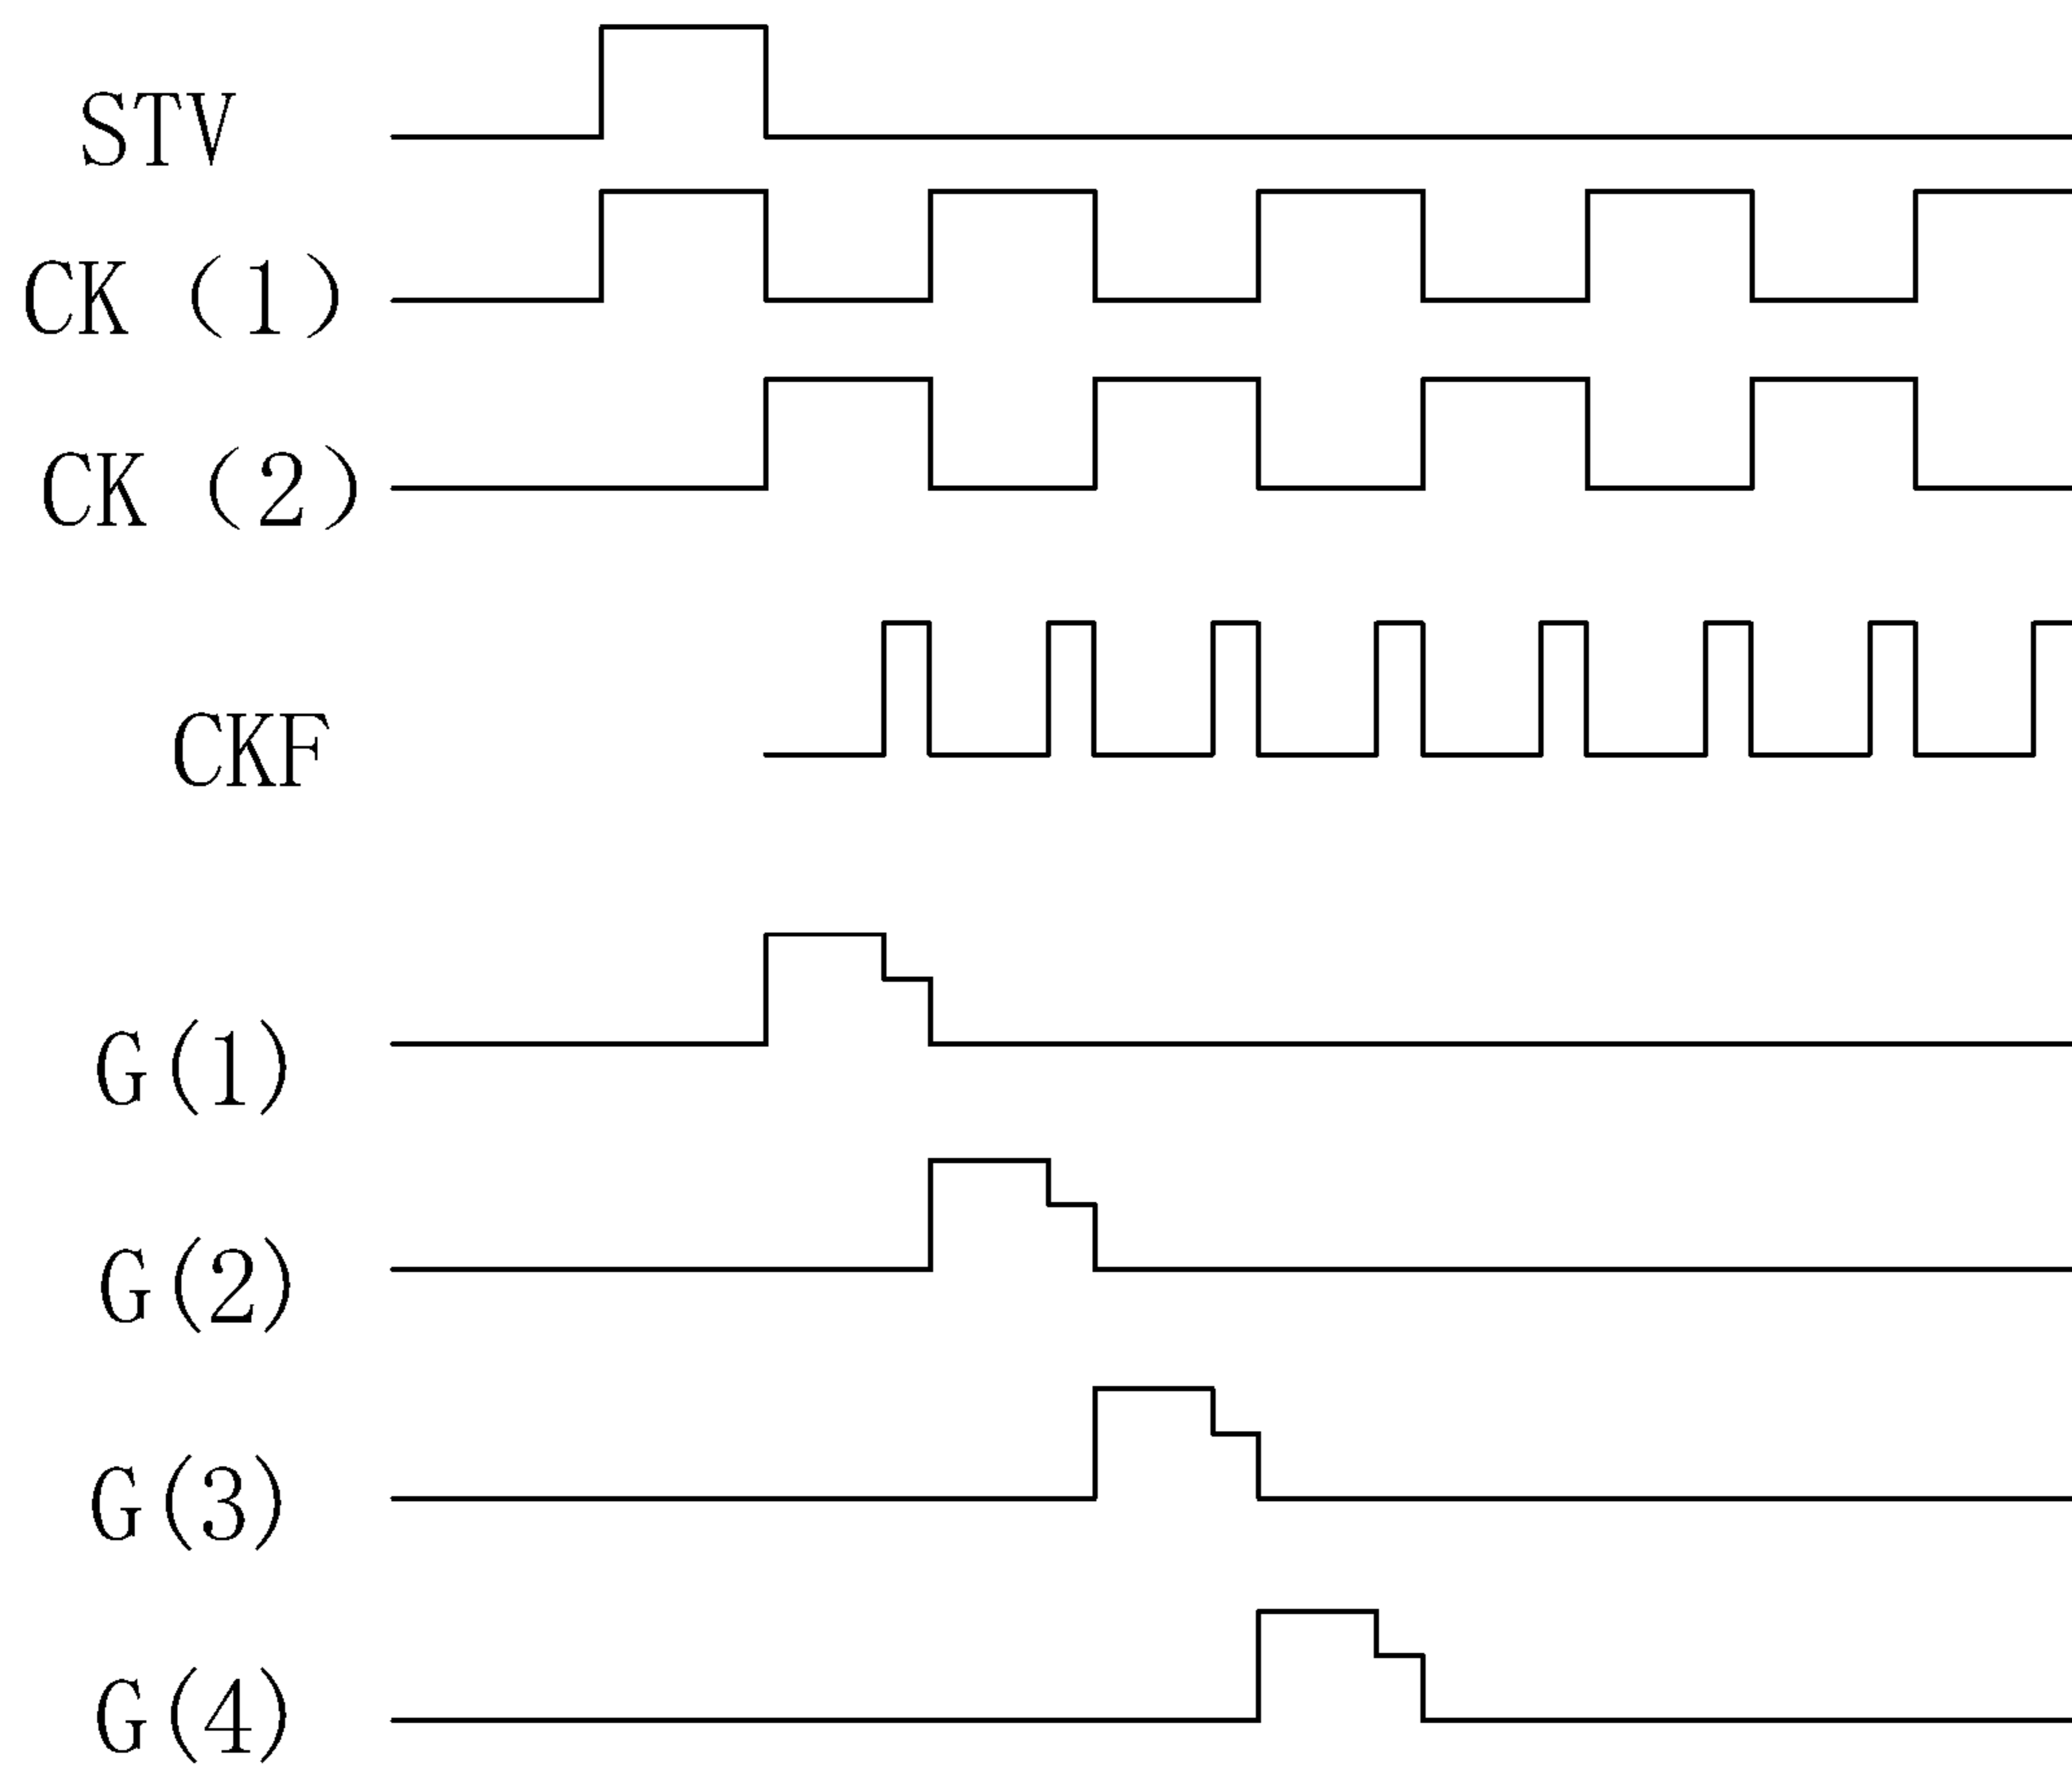 STV
CK（1）
CK（2）
CKF
G(1)
G(2)
G(3)
G(4)